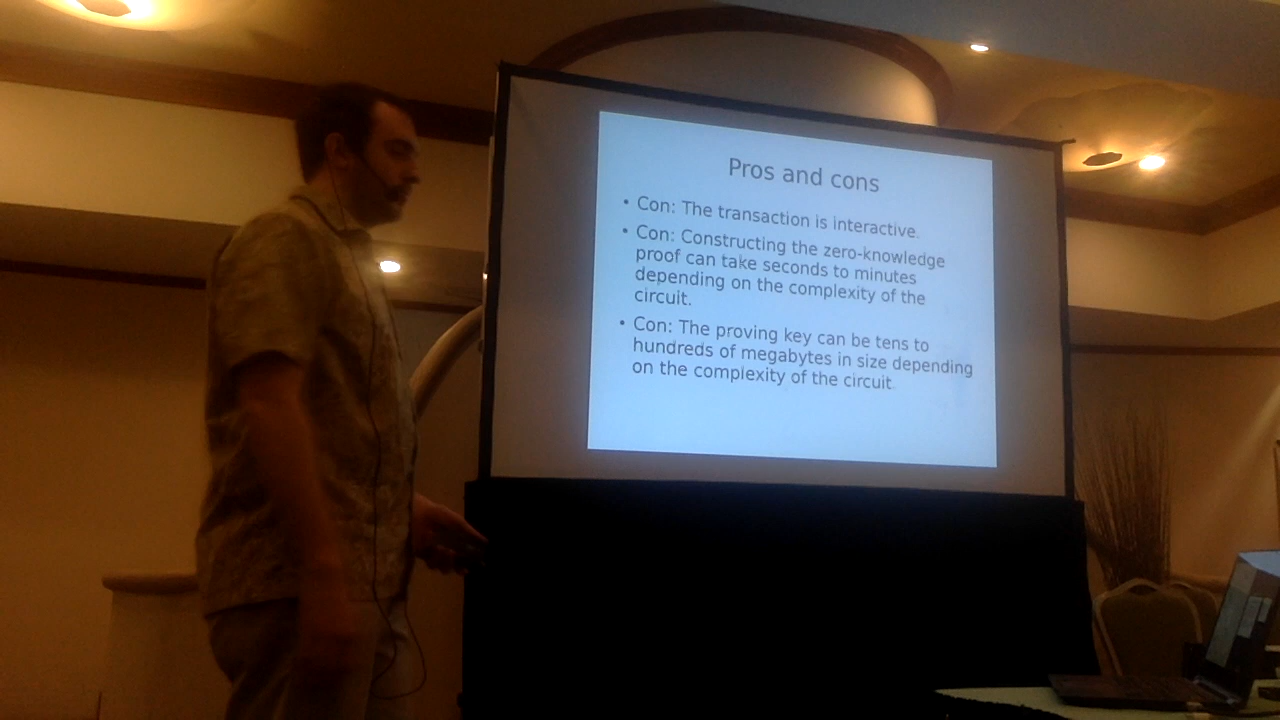 Pros and cons
• Con: The transaction is interactive.
• Con: Constructing the zero-knowledge
proof can take seconds to minutes
depending on the complexity of the
circuit.
• Con: The proving key can be tens to
hundreds of megabytes in size depending
on the complexity of the circuit.